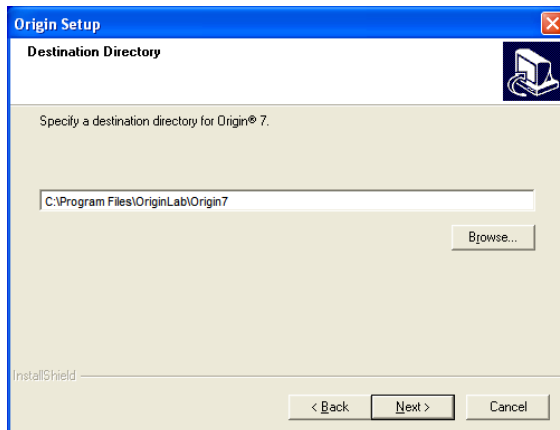 Origin Setup
Destination Directory
Specify a destination directory for Origin® 7.
C:\Program Files\OriginLab\Origin7
Browse...
InstallShield
< Back
Next >
Cancel